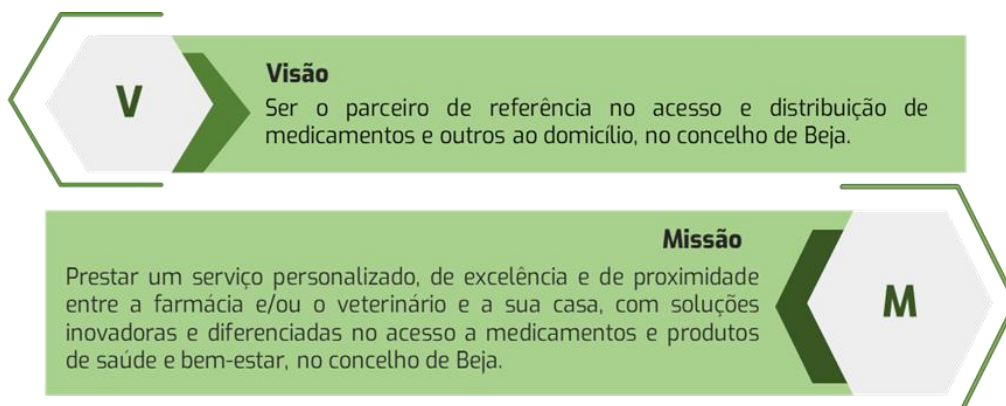 V
Visão
Ser o parceiro de referência no acesso e distribuição de
medicamentos e outros ao domicílio, no concelho de Beja.
Missão
Prestar um serviço personalizado, de excelência e de proximidade
entre a farmácia e/ou o veterinário e a sua casa, com soluções
inovadoras e diferenciadas no acesso a medicamentos e produtos
de saúde e bem-estar, no concelho de Beja.
M